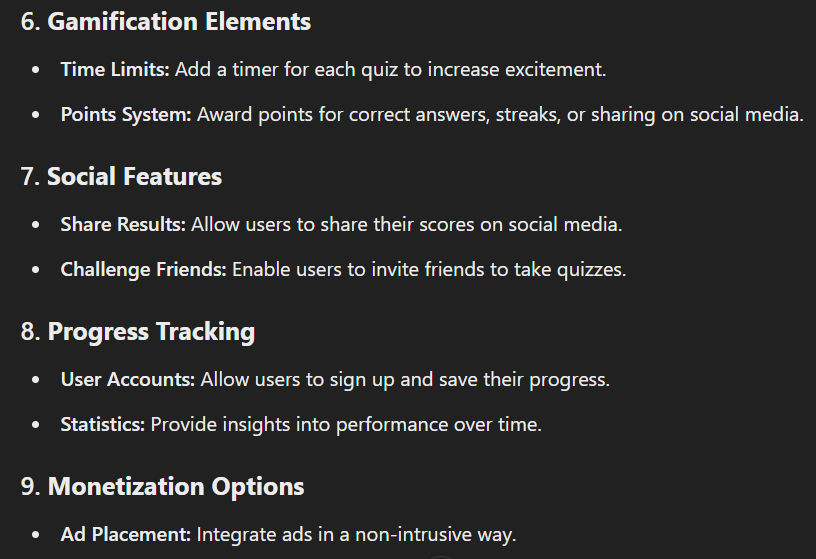 6. Gamification Elements
• Time Limits: Add a timer for each quiz to increase excitement.
• Points System: Award points for correct answers, streaks, or sharing on social media.
7. Social Features
• Share Results: Allow users to share their scores on social media.
• Challenge Friends: Enable users to invite friends to take quizzes.
8. Progress Tracking
• User Accounts: Allow users to sign up and save their progress.
• Statistics: Provide insights into performance over time.
9. Monetization Options
• Ad Placement: Integrate ads in a non-intrusive way.